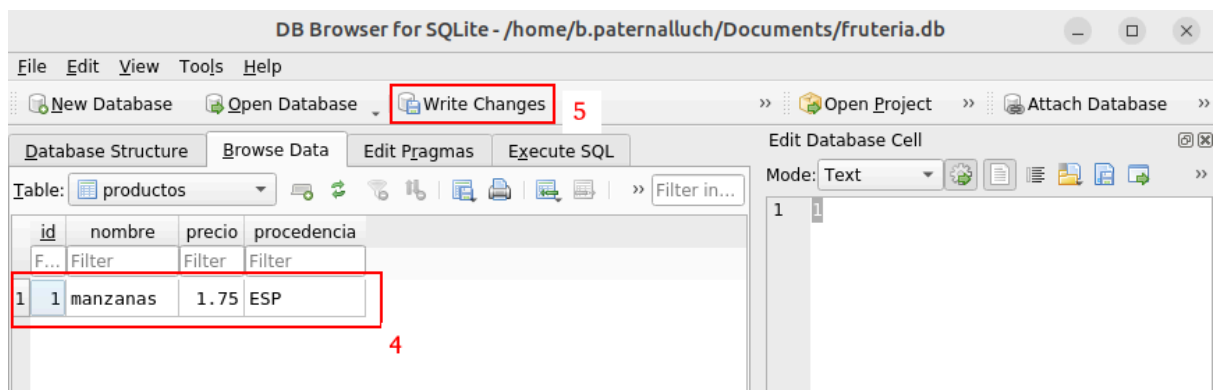 DB Browser for SQLite - /home/b.paternalluch/Documents/fruteria.db
File Edit View Tools Help
New Database Open Database Write Changes 5 » Open Project » Attach Database »
Database Structure Browse Data Edit Pragmas Execute SQL
Edit Database Cell
Table: productos » Filter in...
Mode: Text »
1 1
id nombre precio procedencia
F... Filter Filter Filter
1 1 manzanas 1.75 ESP
4